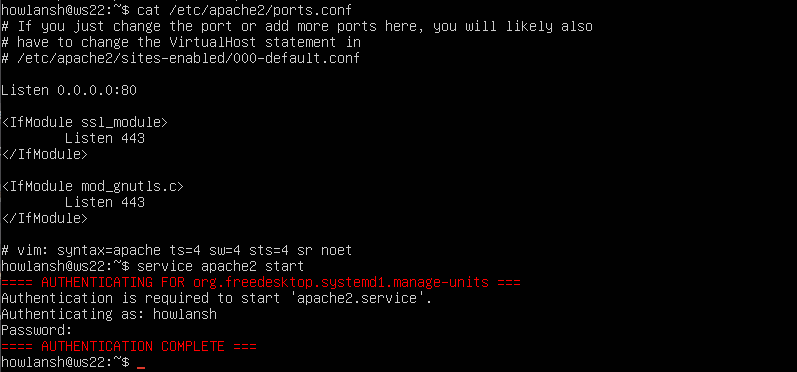 howlansh@ws22:~$ cat /etc/apache2/ports.conf
# If you just change the port or add more ports here, you will likely also
# have to change the VirtualHost statement in
# /etc/apache2/sites-enabled/000-default.conf

Listen 0.0.0.0:80

<IfModule ssl_module>
        Listen 443
</IfModule>

<IfModule mod_gnutls.c>
        Listen 443
</IfModule>

# vim: syntax=apache ts=4 sw=4 sts=4 sr noet
howlansh@ws22:~$ service apache2 start
==== AUTHENTICATING FOR org.freedesktop.systemd1.manage-units ===
Authentication is required to start 'apache2.service'.
Authenticating as: howlansh
Password:
==== AUTHENTICATION COMPLETE ===
howlansh@ws22:~$ _